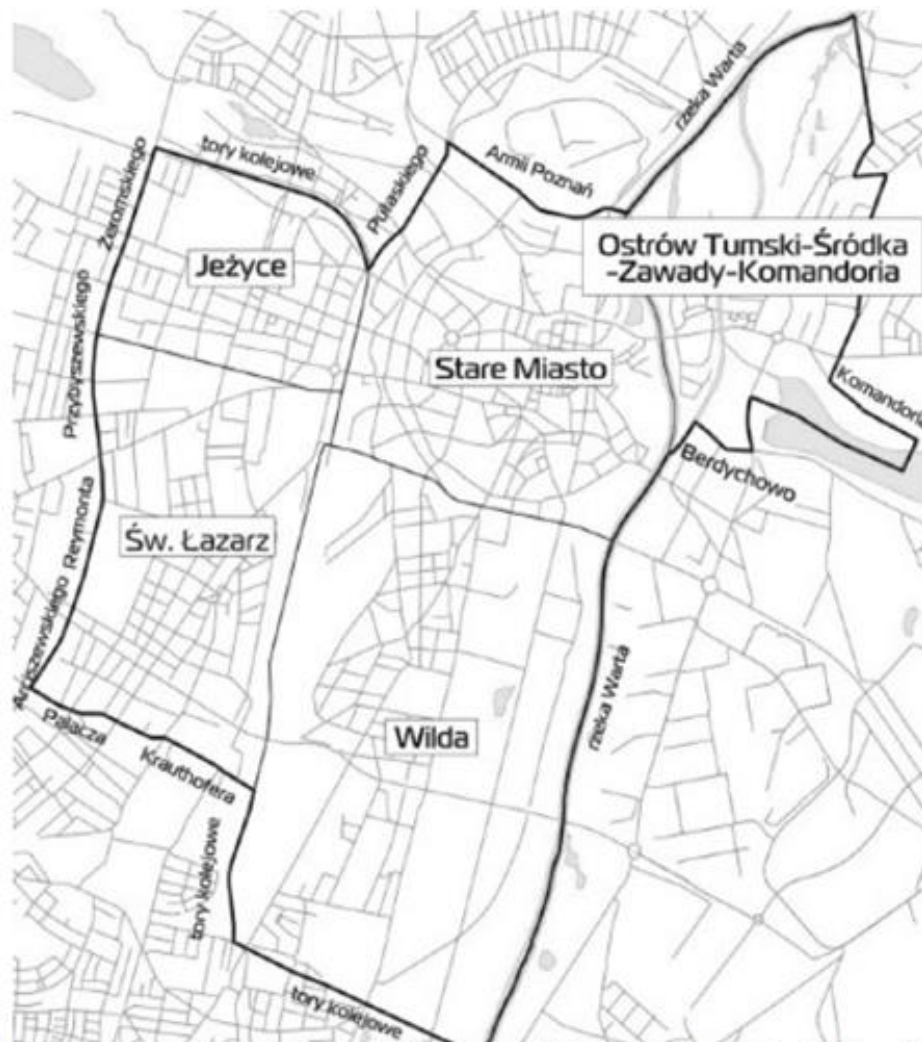 rzeka Warta
Armii Poznań
Pułaskiego
tory kolejowe
Żeromskiego
Jeżyce
Ostrów Tumski-Śródka
-Zawady-Komandoria
Przybyszewskiego
Stare Miasto
Komandoria
Berdychowo
Reymonta
Św. Łazarz
Arciszewskiego
Palacza
Krauthofera
Wilda
rzeka Warta
tory kolejowe
tory kolejowe